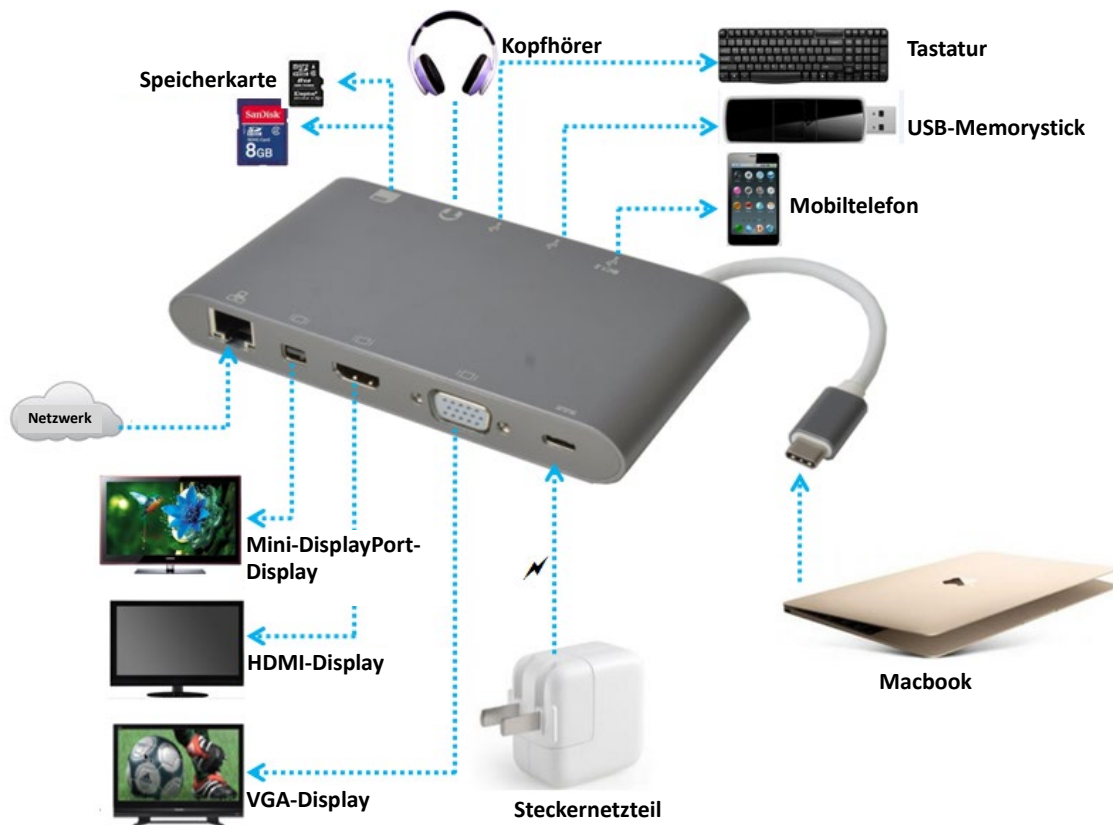 Kopfhörer
Tastatur
Speicherkarte
SanDisk
8GB
USB-Memorystick
Mobiltelefon
Netzwerk
Mini-DisplayPort-
Display
HDMI-Display
VGA-Display
Steckernetzteil
Macbook